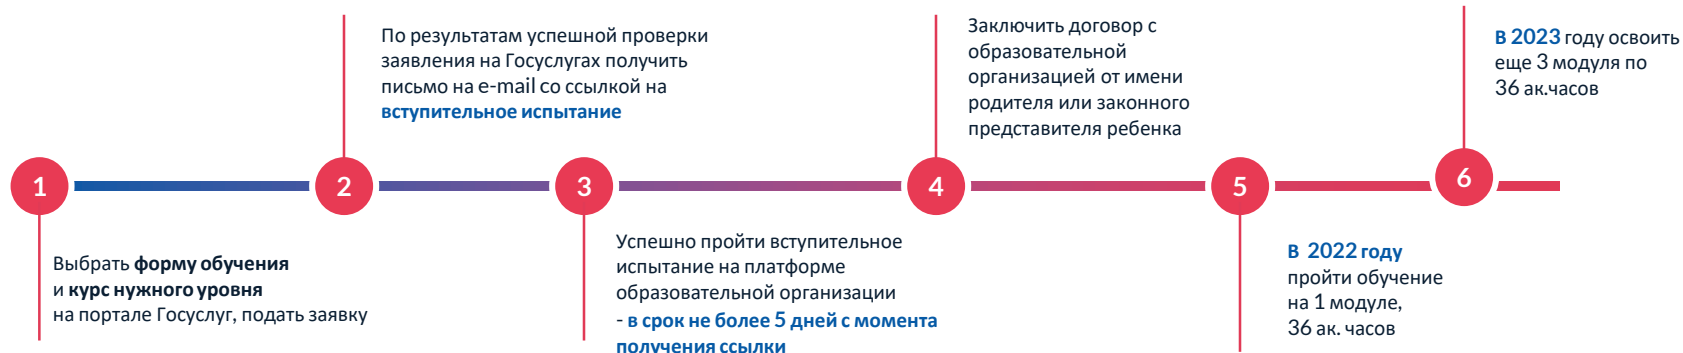 1
Выбрать форму обучения
и курс нужного уровня
на портале Госуслуг, подать заявку
2
По результатам успешной проверки
заявления на Госуслугах получить
письмо на e-mail со ссылкой на
вступительное испытание
3
Успешно пройти вступительное
испытание на платформе
образовательной организации
- в срок не более 5 дней с момента
получения ссылки
4
Заключить договор с
образовательной
организацией от имени
родителя или законного
представителя ребенка
5
В 2022 году
пройти обучение
на 1 модуле,
36 ак. часов
6
В 2023 году освоить
еще 3 модуля по
36 ак.часов